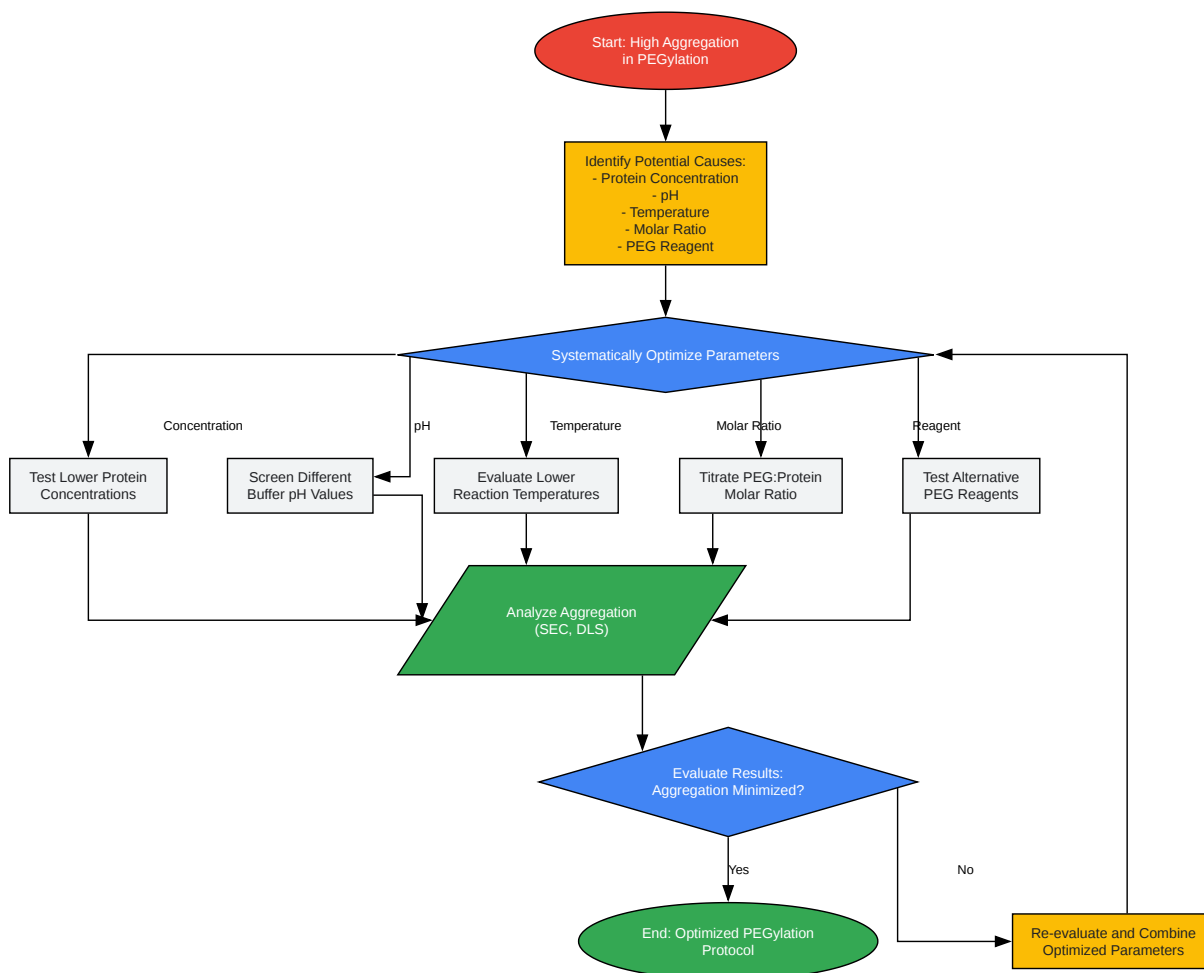 Start: High Aggregation
in PEGylation
Identify Potential Causes:
- Protein Concentration
- pH
- Temperature
- Molar Ratio
- PEG Reagent
Systematically Optimize Parameters
Concentration
pH
Temperature
Molar Ratio
Reagent
Test Lower Protein
Concentrations
Screen Different
Buffer pH Values
Evaluate Lower
Reaction Temperatures
Titrate PEG:Protein
Molar Ratio
Test Alternative
PEG Reagents
Analyze Aggregation
(SEC, DLS)
Evaluate Results:
Aggregation Minimized?
Yes
No
End: Optimized PEGylation
Protocol
Re-evaluate and Combine
Optimized Parameters